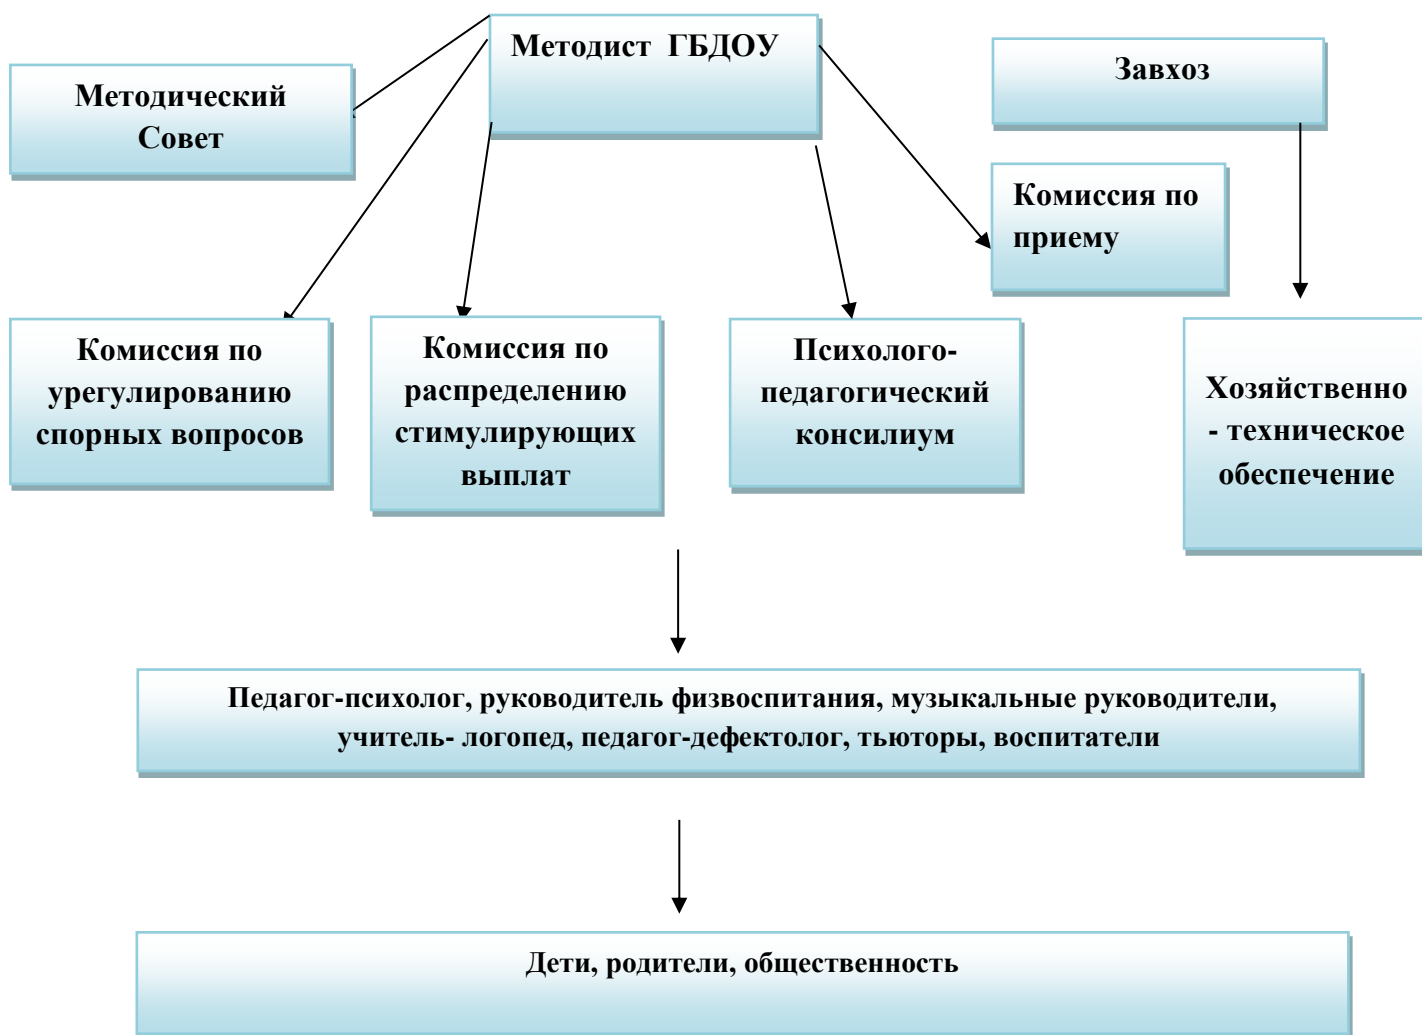 Методист ГБДОУ
Завхоз
Методический
Совет
Комиссия по
приему
Комиссия по
урегулированию
спорных вопросов
Комиссия по
распределению
стимулирующих
выплат
Психолого-
педагогический
консилиум
Хозяйственно
- техническое
обеспечение
Педагог-психолог, руководитель физвоспитания, музыкальные руководители,
учитель- логопед, педагог-дефектолог, тьюторы, воспитатели
Дети, родители, общественность